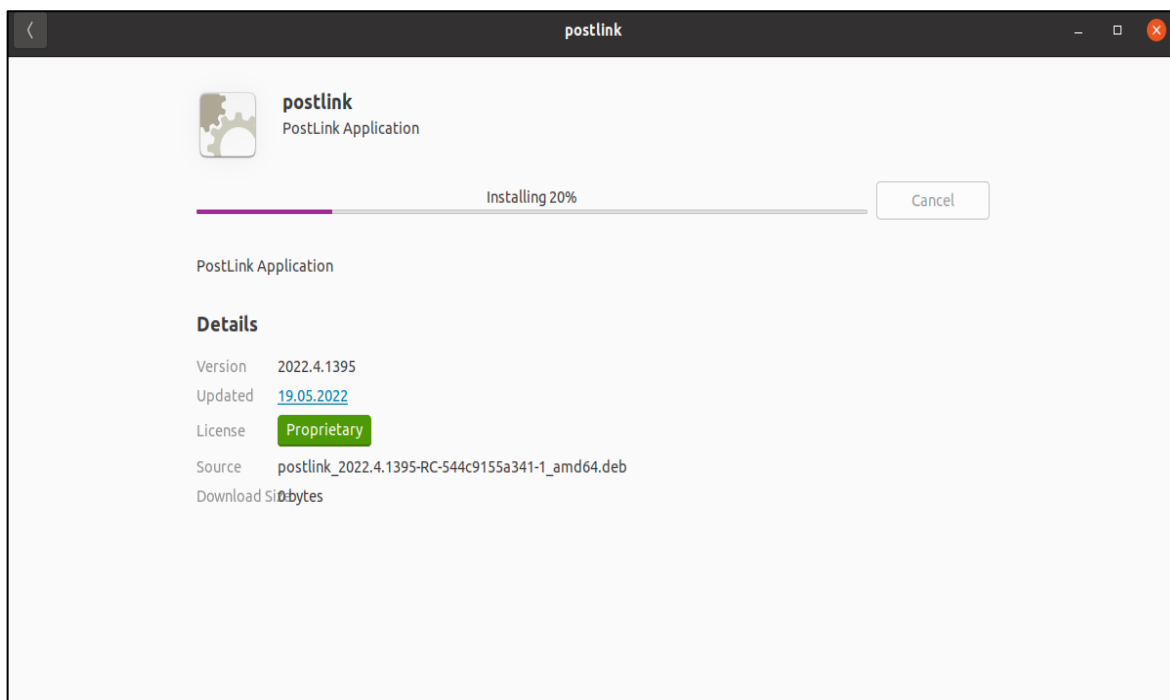 postlink
postlink
PostLink Application
Installing 20%
Cancel
PostLink Application
Details
Version 2022.4.1395
Updated 19.05.2022
License Proprietary
Source postlink_2022.4.1395-RC-544c9155a341-1_amd64.deb
Download Size 0 bytes